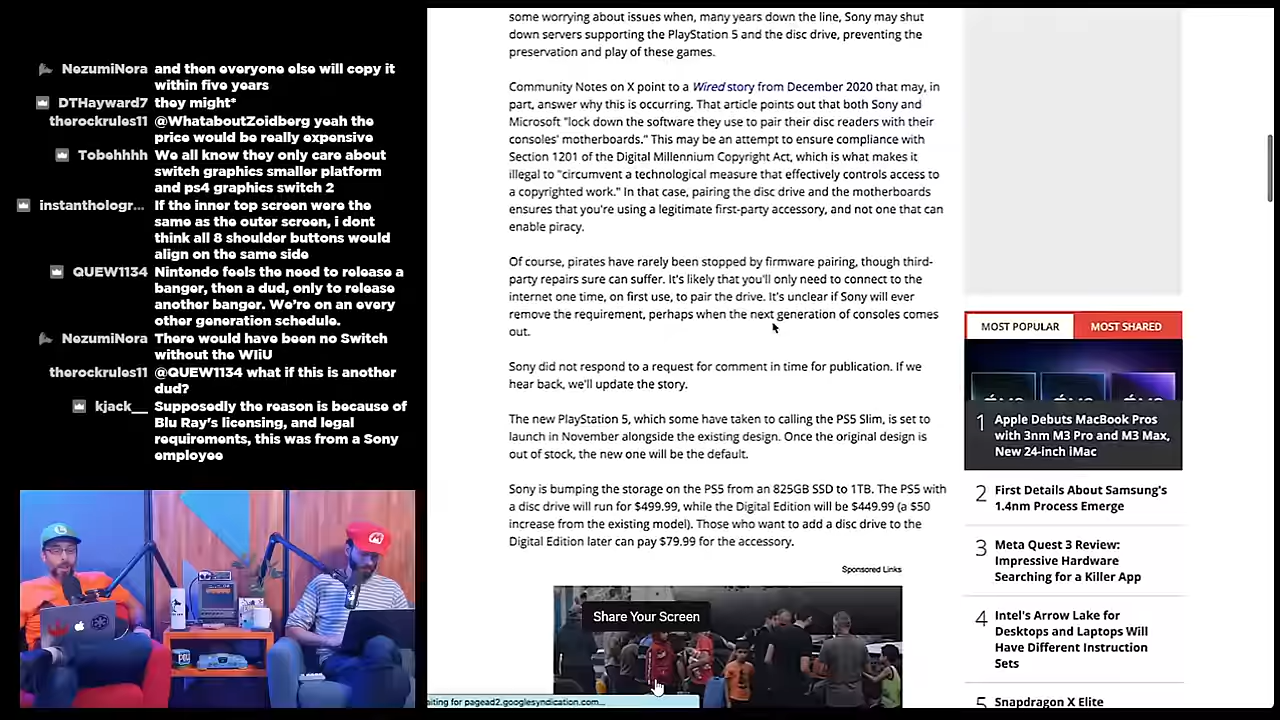 NezumiNora and then everyone else will copy it
within five years
DTHayward7 they might*
therockrules11 @WhataboutZoidberg yeah the
price would be really expensive
Tobehhhh We all know they only care about
switch graphics smaller platform
and ps4 graphics switch 2
instanthologr... If the inner top screen were the
same as the outer screen, i dont
think all 8 shoulder buttons would
align on the same side
QUEW1134 Nintendo feels the need to release a
banger, then a dud, only to release
another banger. We're on an every
other generation schedule.
NezumiNora There would have been no Switch
without the WIiU
therockrules11 @QUEW1134 what if this is another
dud?
kjack__ Supposedly the reason is because of
Blu Ray's licensing, and legal
requirements, this was from a Sony
employee
some worrying about issues when, many years down the line, Sony may shut
down servers supporting the PlayStation 5 and the disc drive, preventing the
preservation and play of these games.
Community Notes on X point to a Wired story from December 2020 that may, in
part, answer why this is occurring. That article points out that both Sony and
Microsoft "lock down the software they use to pair their disc readers with their
consoles' motherboards." This may be an attempt to ensure compliance with
Section 1201 of the Digital Millennium Copyright Act, which is what makes it
illegal to "circumvent a technological measure that effectively controls access to
a copyrighted work." In that case, pairing the disc drive and the motherboards
ensures that you're using a legitimate first-party accessory, and not one that can
enable piracy.
Of course, pirates have rarely been stopped by firmware pairing, though third-
party repairs sure can suffer. It's likely that you'll only need to connect to the
internet one time, on first use, to pair the drive. It's unclear if Sony will ever
remove the requirement, perhaps when the next generation of consoles comes
out.
Sony did not respond to a request for comment in time for publication. If we
hear back, we'll update the story.
The new PlayStation 5, which some have taken to calling the PS5 Slim, is set to
launch in November alongside the existing design. Once the original design is
out of stock, the new one will be the default.
Sony is bumping the storage on the PS5 from an 825GB SSD to 1TB. The PS5 with
a disc drive will run for $499.99, while the Digital Edition will be $449.99 (a $50
increase from the existing model). Those who want to add a disc drive to the
Digital Edition later can pay $79.99 for the accessory.
Sponsored Links
Share Your Screen
aiting for pagead2.googlesyndication.com...
MOST POPULAR
MOST SHARED
1 Apple Debuts MacBook Pros
with 3nm M3 Pro and M3 Max,
New 24-inch iMac
2 First Details About Samsung's
1.4nm Process Emerge
3 Meta Quest 3 Review:
Impressive Hardware
Searching for a Killer App
4 Intel's Arrow Lake for
Desktops and Laptops Will
Have Different Instruction
Sets
5 Snapdragon X Elite